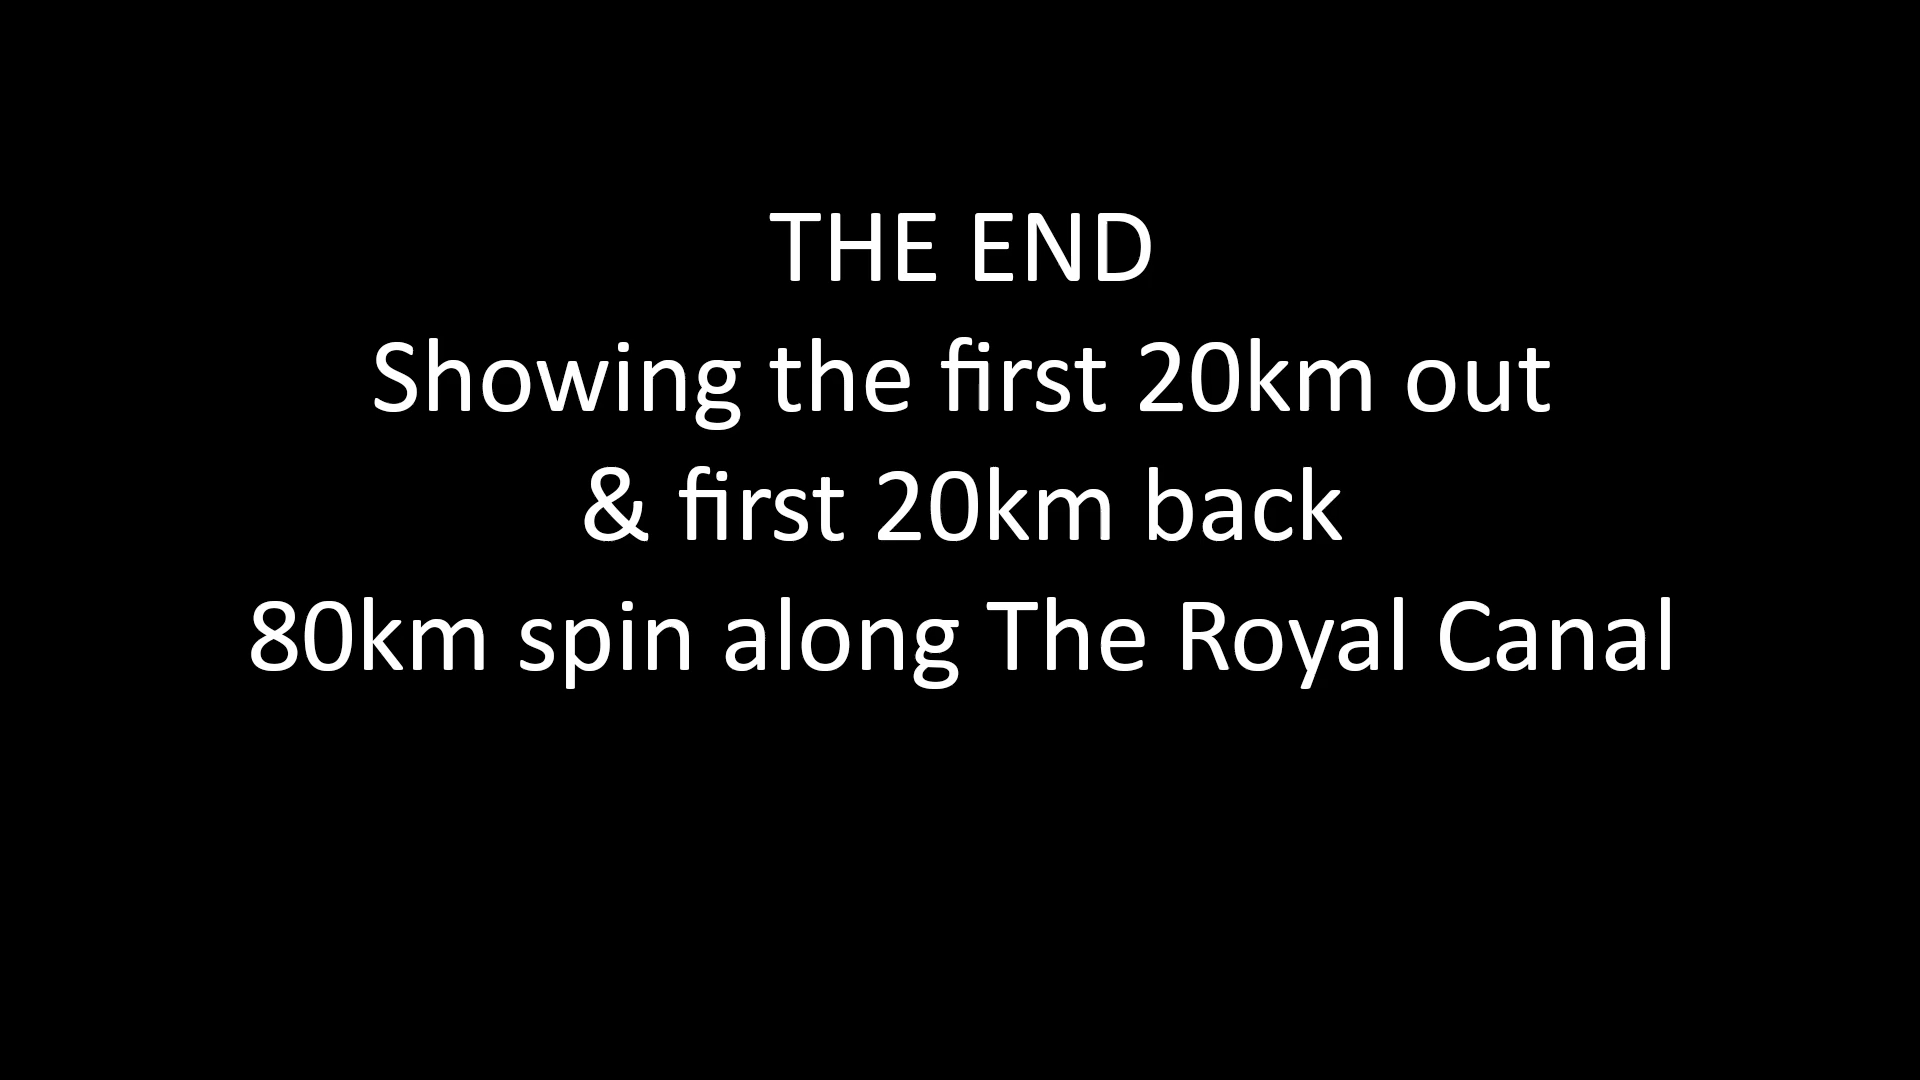 THE END
Showing the first 20km out
& first 20km back
80km spin along The Royal Canal